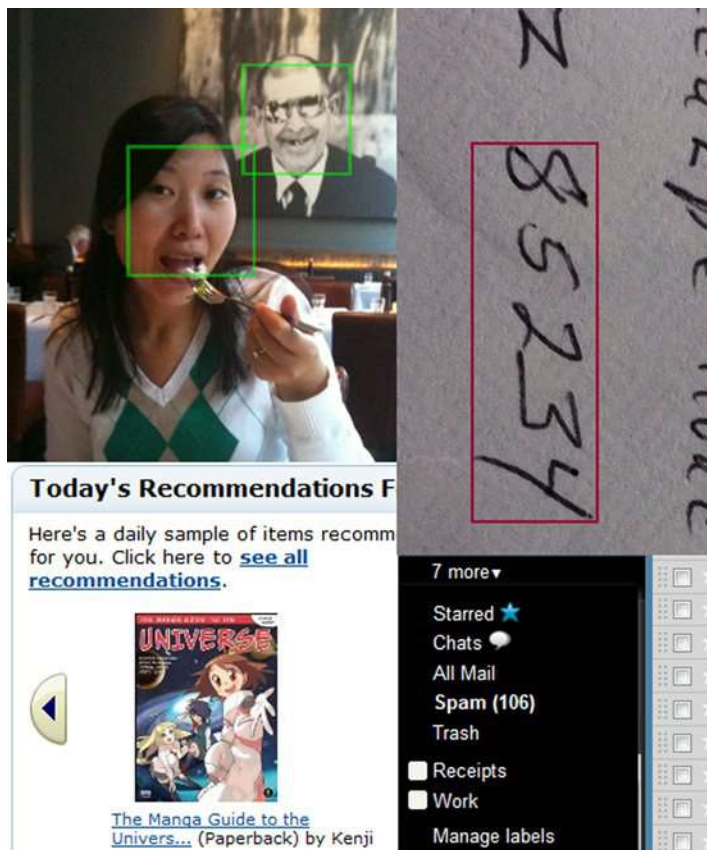 z 85234
Today's Recommendations F
Here's a daily sample of items recomm
for you. Click here to see all
recommendations.
UNIVERSE
The Manga Guide to the
Univers... (Paperback) by Kenji
7 more▾
Starred
Chats
All Mail
Spam (106)
Trash
Receipts
Work
Manage labels